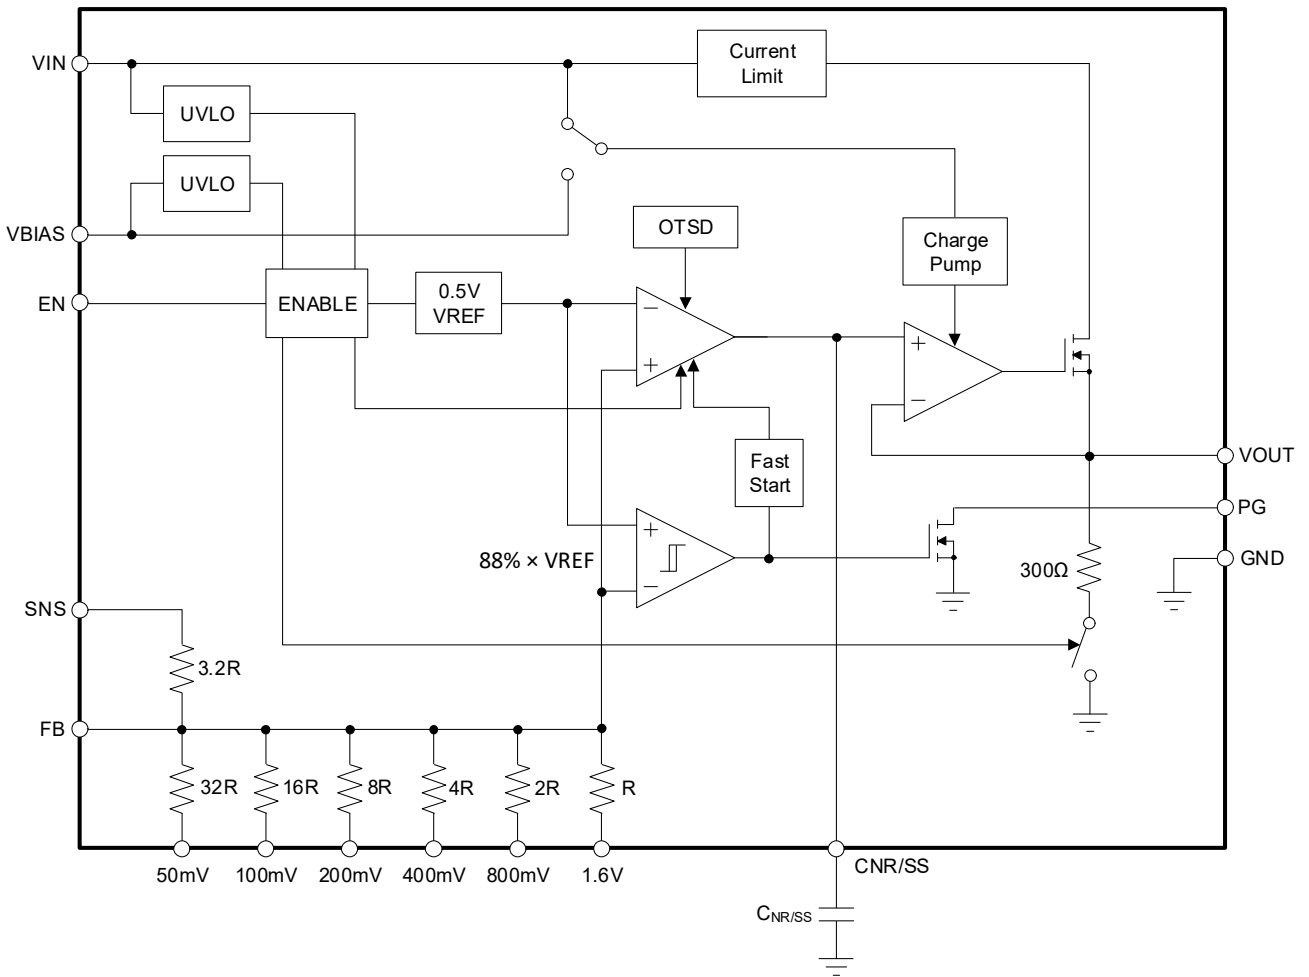 Current
Limit
VIN
UVLO
UVLO
VBIAS
OTSD
Charge
Pump
EN
ENABLE
0.5V
VREF
−
+
+
−
Fast
Start
VOUT
PG
GND
+
−
88% × VREF
300Ω
SNS
3.2R
FB
32R
16R
8R
4R
2R
R
50mV
100mV
200mV
400mV
800mV
1.6V
CNR/SS
CNR/SS